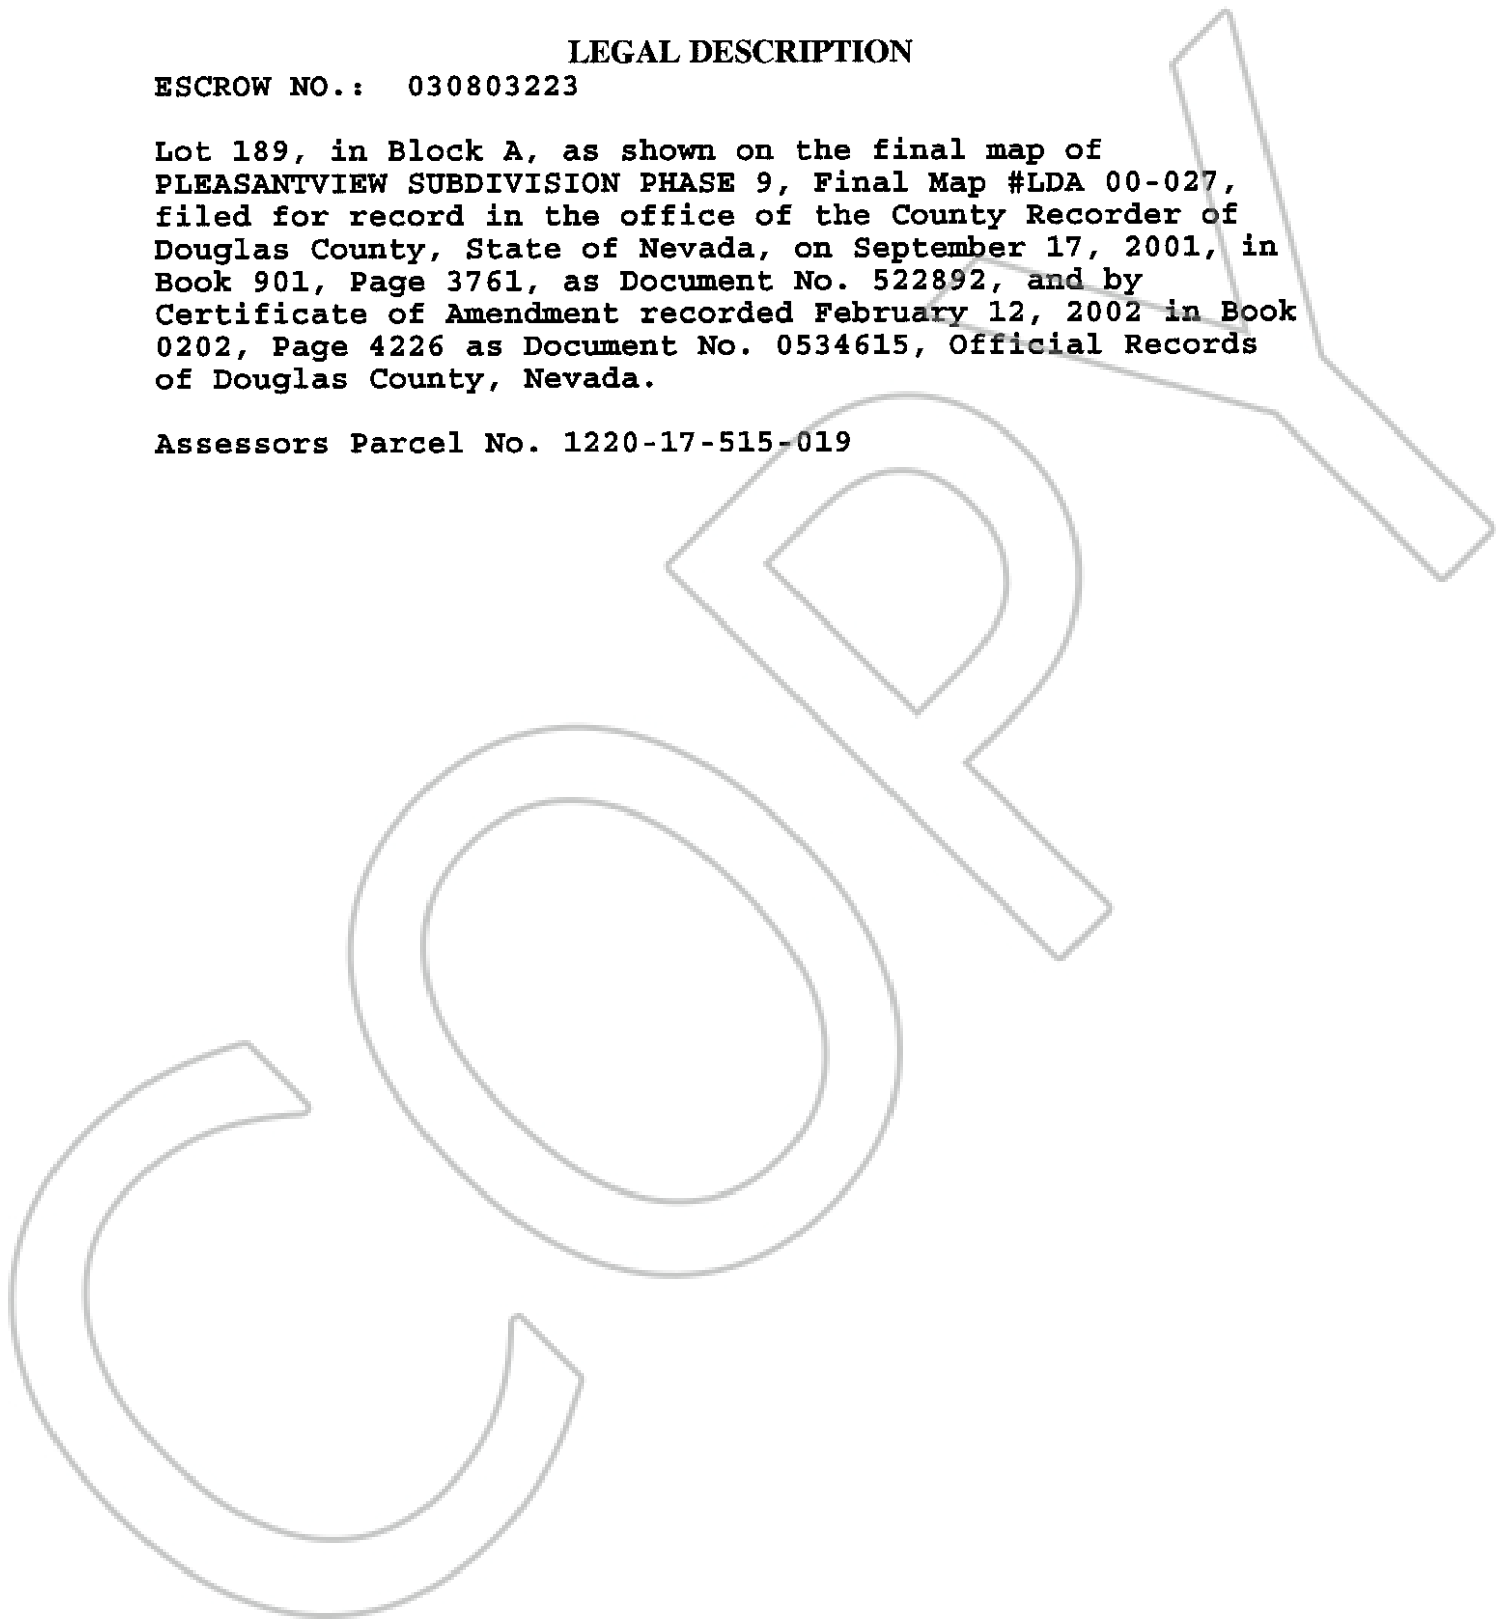 LEGAL DESCRIPTION
ESCROW NO.: 030803223
Lot 189, in Block A, as shown on the final map of
PLEASANTVIEW SUBDIVISION PHASE 9, Final Map #LDA 00-027,
filed for record in the office of the County Recorder of
Douglas County, State of Nevada, on September 17, 2001, in
Book 901, Page 3761, as Document No. 522892, and by
Certificate of Amendment recorded February 12, 2002 in Book
0202, Page 4226 as Document No. 0534615, Official Records
of Douglas County, Nevada.
Assessors Parcel No. 1220-17-515-019
COPY